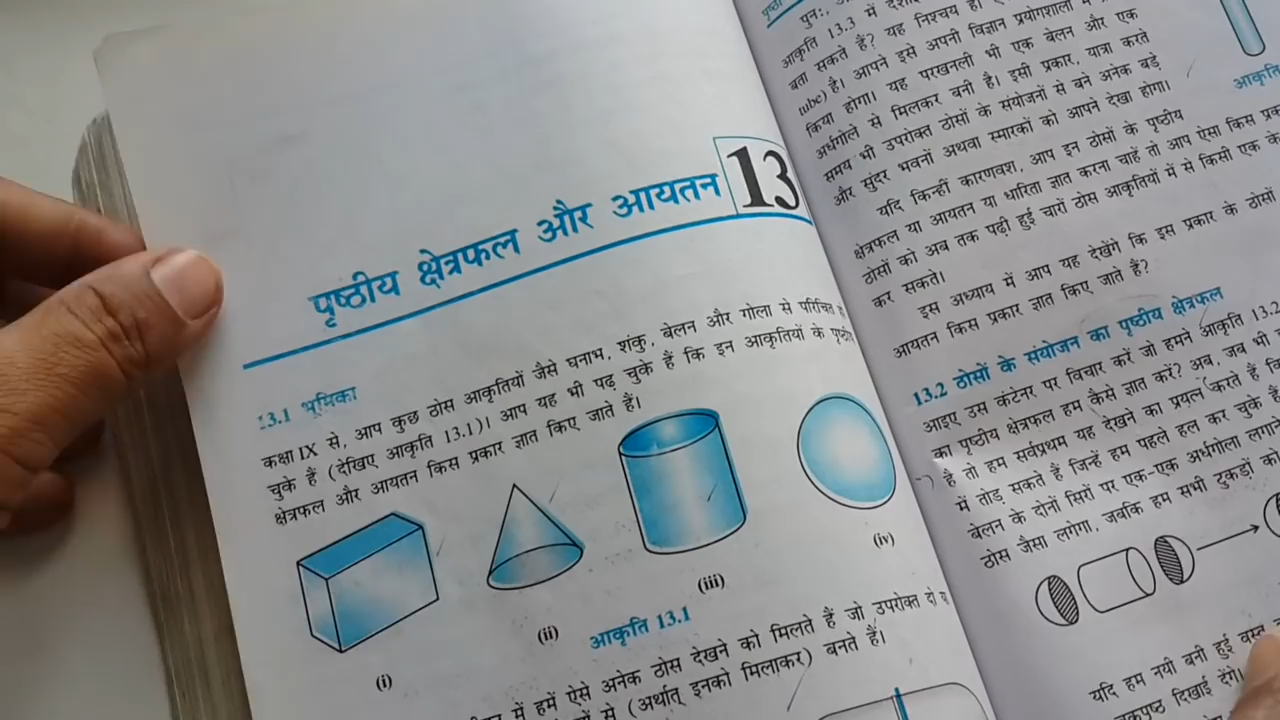 पृष्ठीय क्षेत्रफल और आयतन 13
13.1 भूमिका
कक्षा IX से, आप कुछ ठोस आकृतियों जैसे घनाभ, शंकु, बेलन और गोला से परिचित हो
चुके हैं (देखिए आकृति 13.1)। आप यह भी पढ़ चुके हैं कि इन आकृतियों के पृष्ठीय
क्षेत्रफल और आयतन किस प्रकार ज्ञात किए जाते हैं।
(i)
(ii)
(iii)
(iv)
आकृति 13.1
में हमें ऐसे अनेक ठोस देखने को मिलते हैं जो उपरोक्त दो
से (अर्थात् इनको मिलाकर) बनते हैं।
पुनः,
आकृति 13.3 में
बता सकते हैं? यह निश्चय ही
tube) है। आपने इसे अपनी विज्ञान प्रयोगशाला में
किया होगा। यह परखनली भी एक बेलन और एक
अर्धगोले से मिलकर बनी है। इसी प्रकार, यात्रा करते
समय भी उपरोक्त ठोसों के संयोजनों से बने अनेक बड़े
और सुंदर भवनों अथवा स्मारकों को आपने देखा होगा।
आकृति
यदि किन्हीं कारणवश, आप इन ठोसों के पृष्ठीय
क्षेत्रफल या आयतन या धारिता ज्ञात करना चाहें तो आप ऐसा किस
ठोसों को अब तक पढ़ी हुई चारों ठोस आकृतियों में से किसी एक के
कर सकते।
इस अध्याय में आप यह देखेंगे कि इस प्रकार के ठोसों
आयतन किस प्रकार ज्ञात किए जाते हैं?
13.2 ठोसों के संयोजन का पृष्ठीय क्षेत्रफल
आइए उस कंटेनर पर विचार करें जो हमने आकृति 13.2
का पृष्ठीय क्षेत्रफल हम कैसे ज्ञात करें? अब, जब भी
है तो हम सर्वप्रथम यह देखने का प्रयत्न करते हैं कि
में तोड़ सकते हैं जिन्हें हम पहले हल कर चुके हैं
बेलन के दोनों सिरों पर एक-एक अर्धगोला लगाने
ठोस जैसा लगेगा, जबकि हम सभी टुकड़ों को
यदि हम नयी बनी हुई वस्तु
दिखाई देंगे।